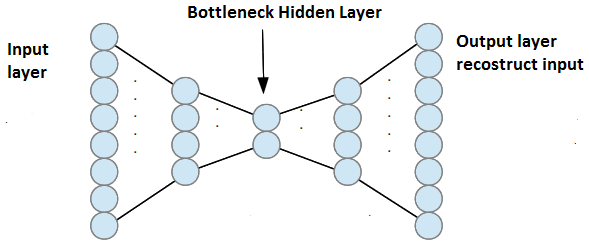 Bottleneck Hidden Layer
Input
layer
Output layer
recostruct input